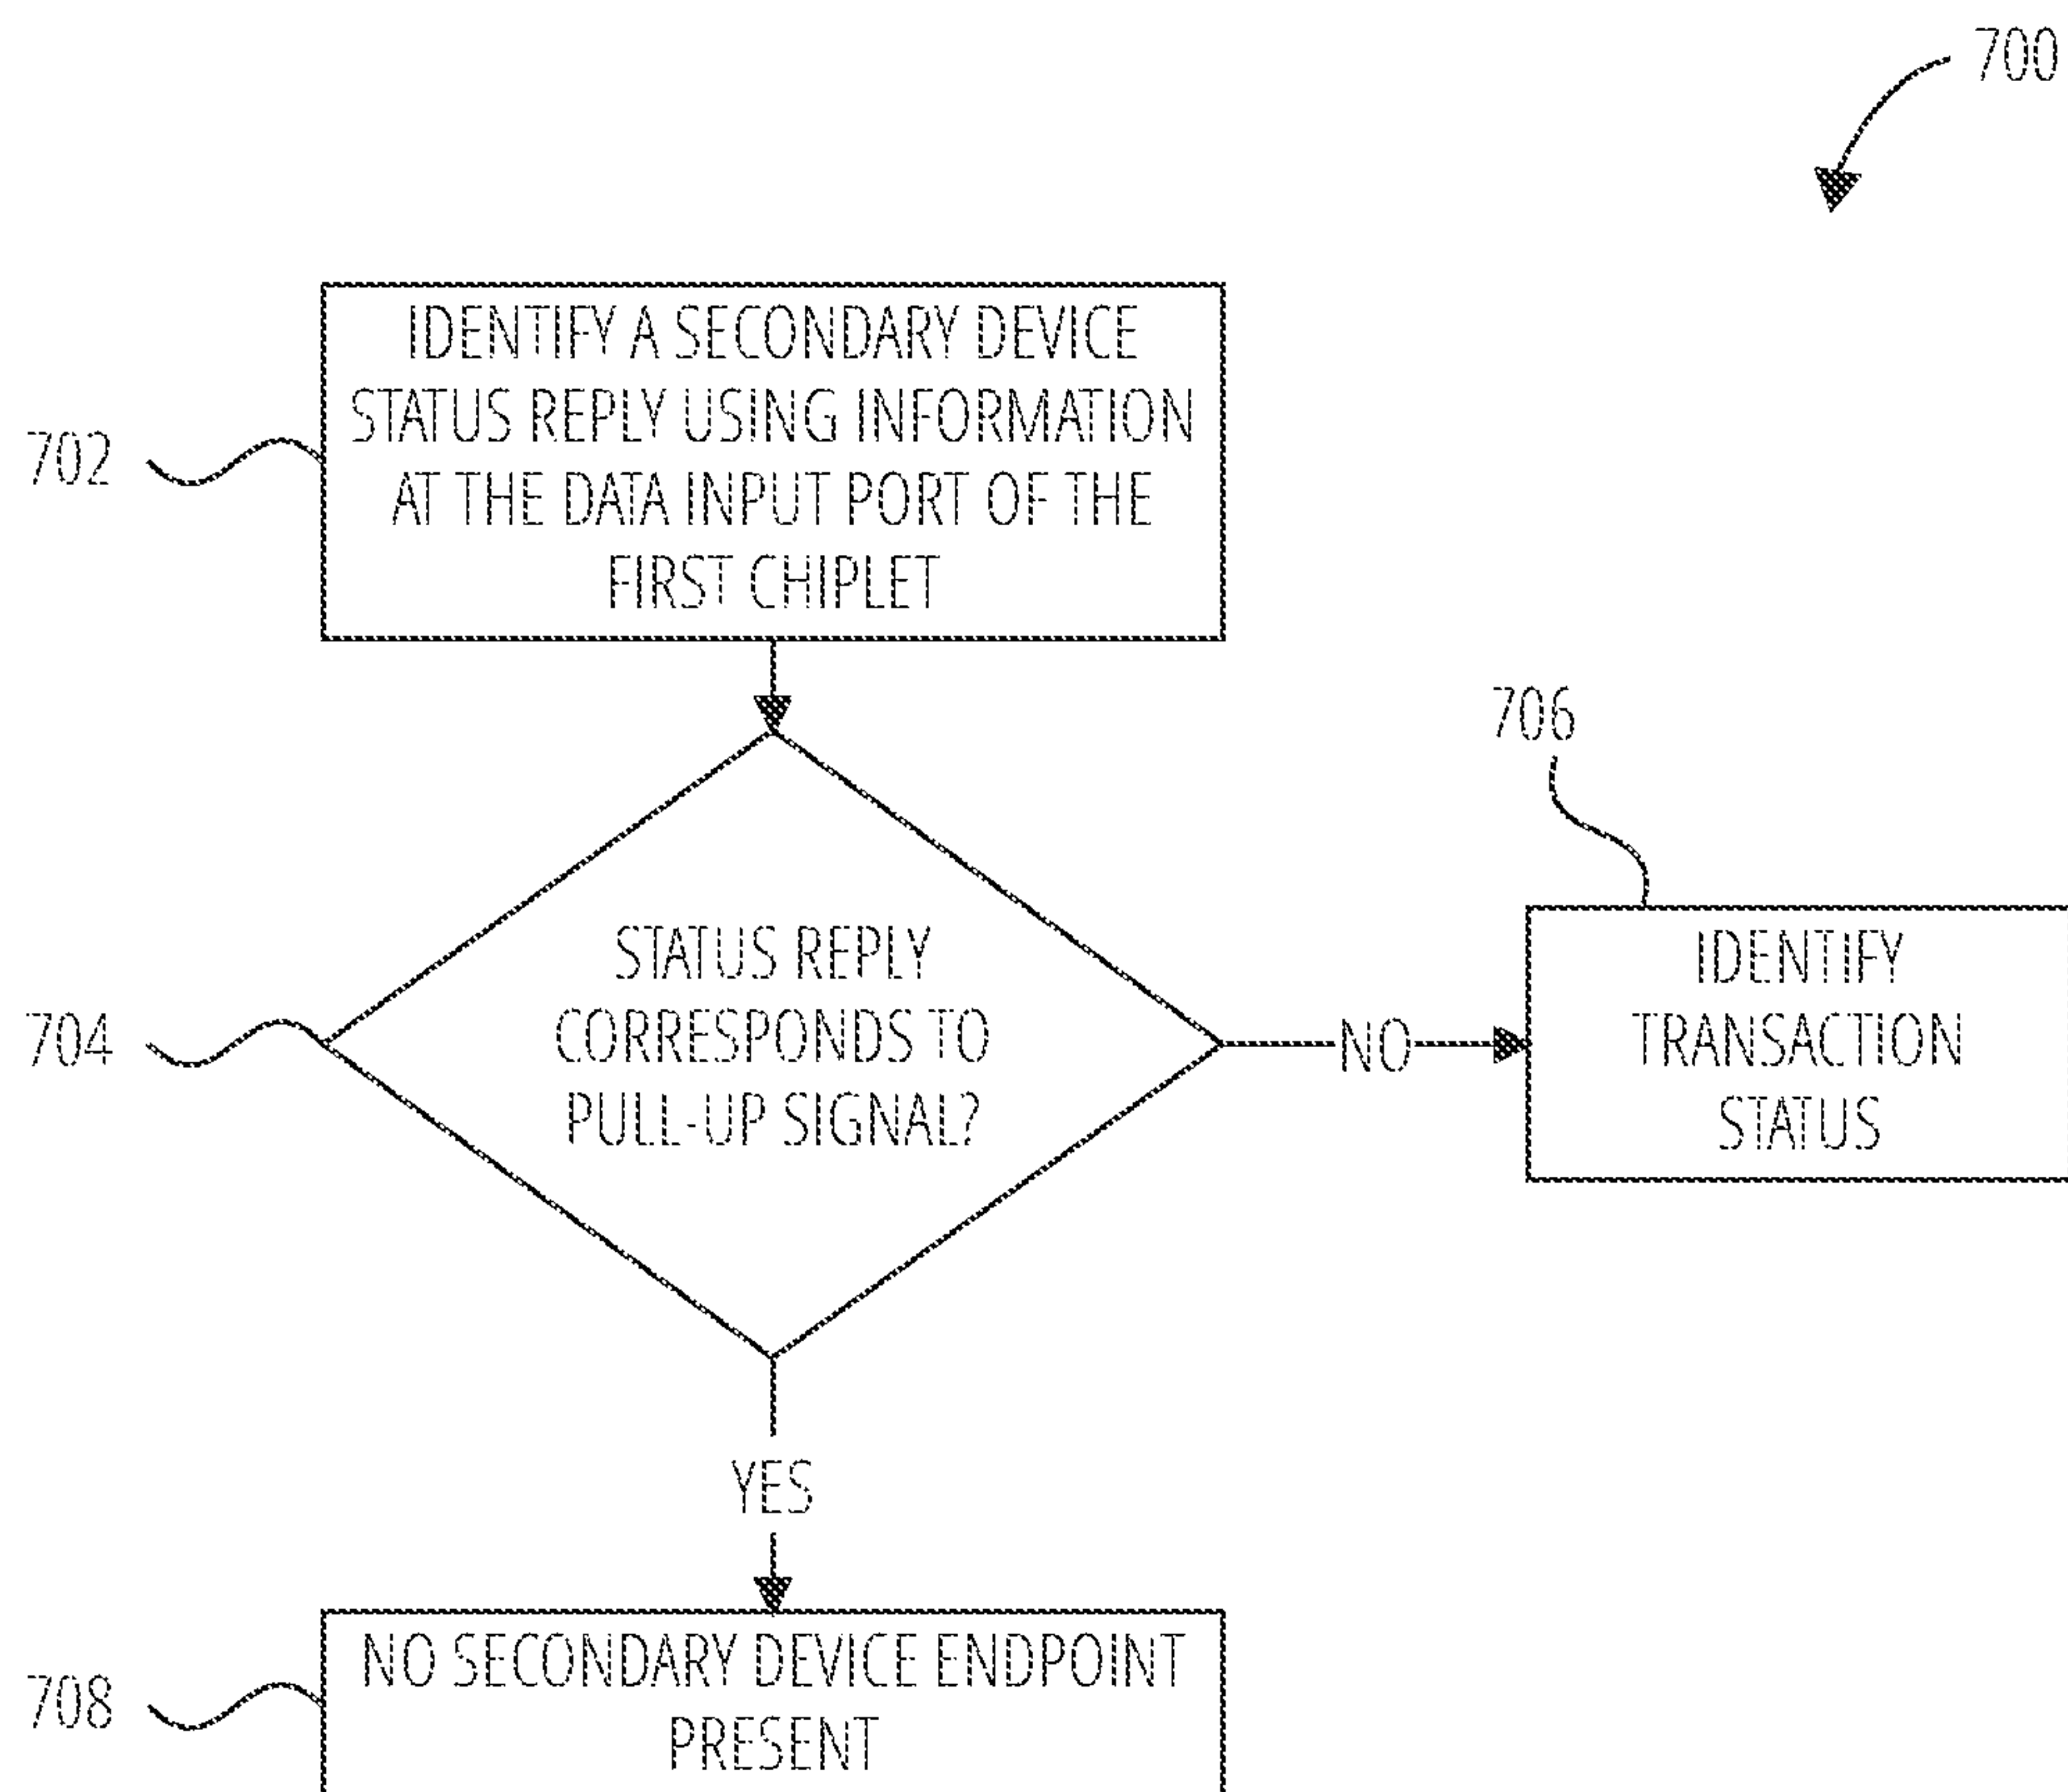 700
IDENTIFY A SECONDARY DEVICE
STATUS REPLY USING INFORMATION
AT THE DATA INPUT PORT OF THE
FIRST CHIPLET
702
706
STATUS REPLY
CORRESPONDS TO
PULL-UP SIGNAL?
704
NO
IDENTIFY
TRANSACTION
STATUS
YES
NO SECONDARY DEVICE ENDPOINT
PRESENT
708